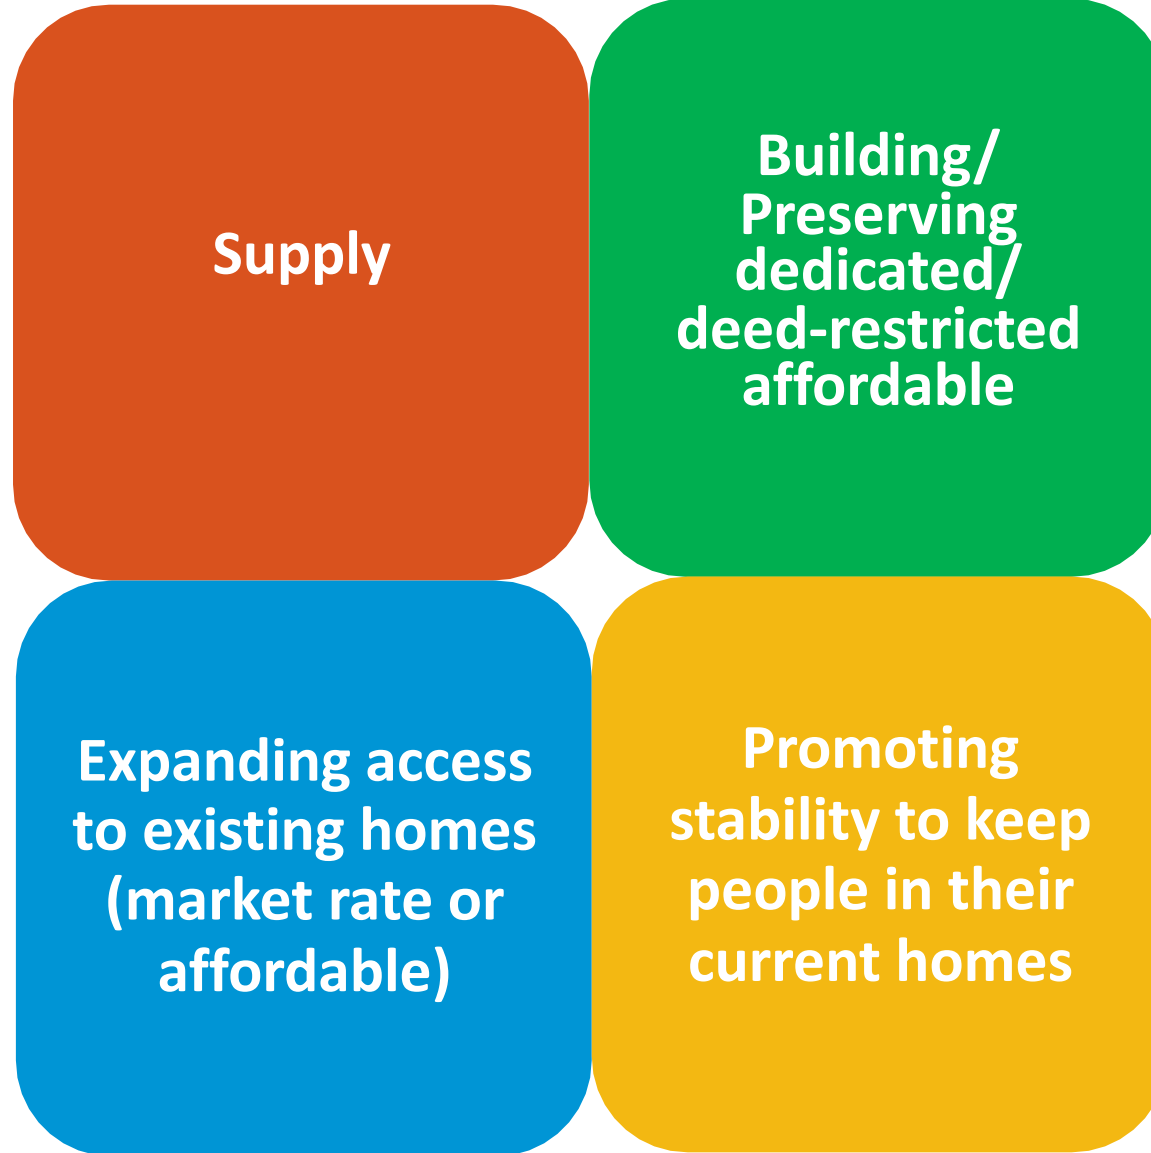 Supply
Building/
Preserving
dedicated/
deed-restricted
affordable
Expanding access
to existing homes
(market rate or
affordable)
Promoting
stability to keep
people in their
current homes